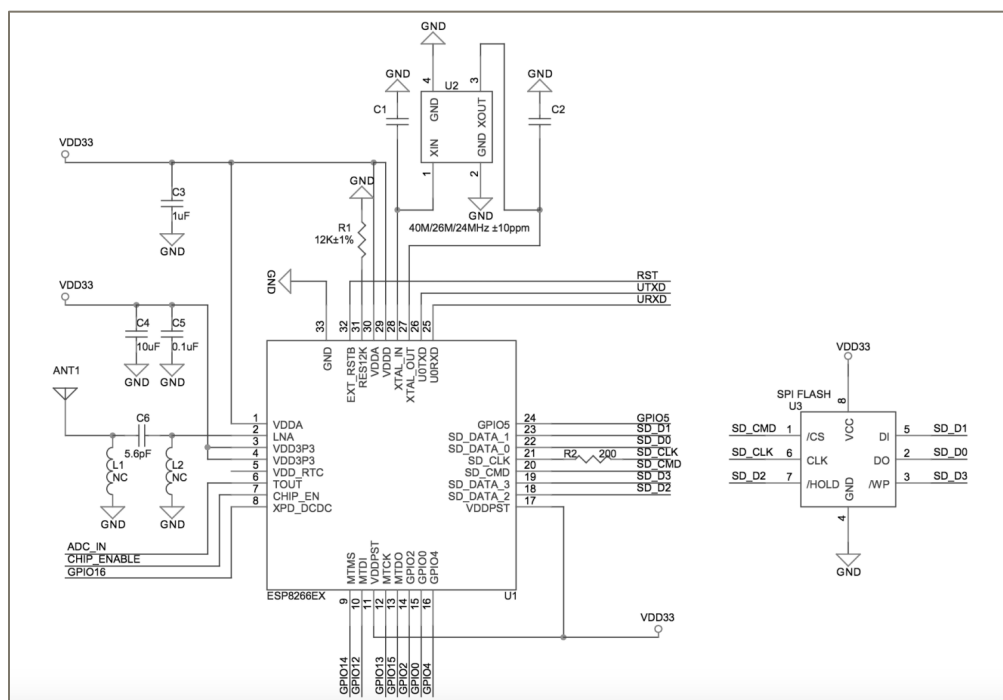 GND
4
3
GND
GND
U2
C1
C2
GND
XOUT
XIN
GND
VDD33
1
2
GND
C3
1uF
GND
R1
12K±1%
GND
40M/26M/24MHz ±10ppm
GND
RST
UTXD
URXD
VDD33
C4
C5
10uF
0.1uF
GND
GND
33
32
31
30
29
28
27
26
25
GND
EXT_RSTB
RES12K
VDDA
VDDD
XTAL_IN
XTAL_OUT
U0TXD
U0RXD
ANT1
C6
5.6pF
L1
NC
L2
NC
GND
GND
1 VDDA
2 LNA
3 VDD3P3
4 VDD3P3
5 VDD_RTC
6 TOUT
7 CHIP_EN
8 XPD_DCDC
GPIO5 24 GPIO5
SD_DATA_1 23 SD_D1
SD_DATA_0 22 SD_D0
SD_CLK 21 R2 200 SD_CLK
SD_CMD 20 SD_CMD
SD_DATA_3 19 SD_D3
SD_DATA_2 18 SD_D2
VDDPST 17
ADC_IN
CHIP_ENABLE
GPIO16
MTMS
MTDI
VDDPST
MTCK
MTDO
GPIO2
GPIO0
GPIO4
ESP8266EX
U1
9
10
11
12
13
14
15
16
GPIO14
GPIO12
GPIO13
GPIO15
GPIO2
GPIO0
GPIO4
VDD33
VDD33
SPI FLASH
U3
8
VCC
SD_CMD 1 /CS DI 5 SD_D1
SD_CLK 6 CLK DO 2 SD_D0
SD_D2 7 /HOLD /WP 3 SD_D3
GND
4
GND